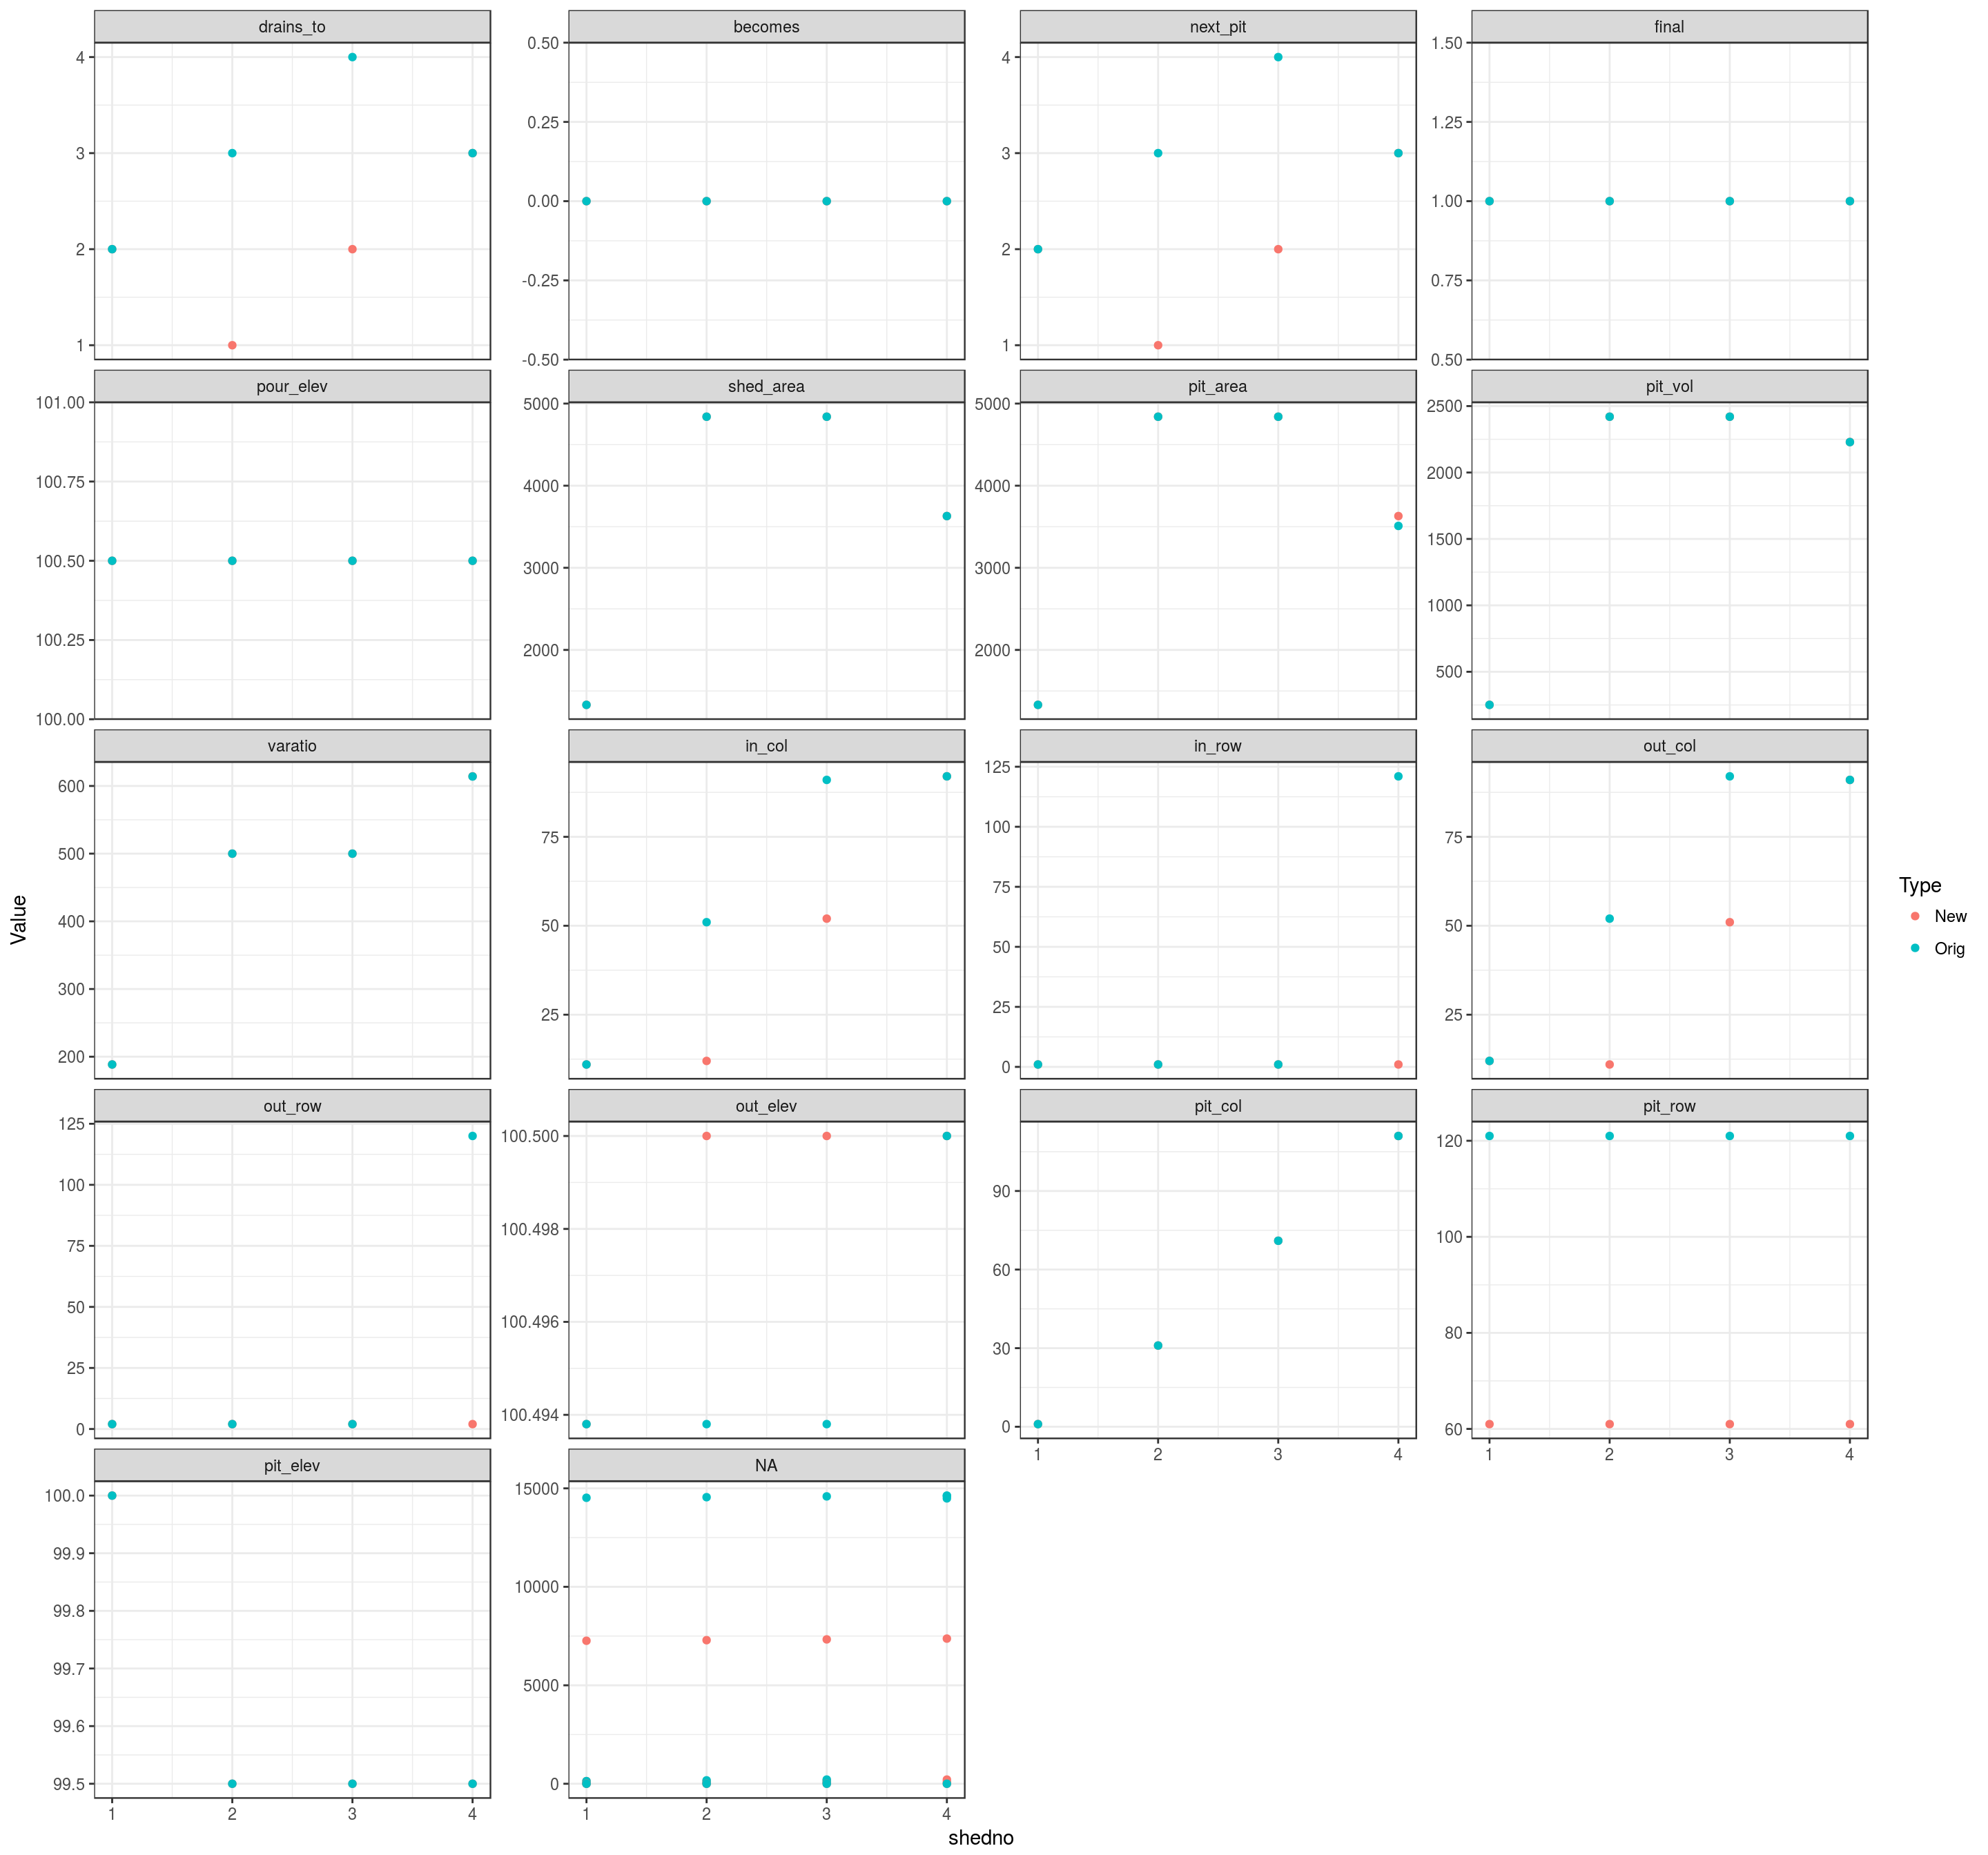 drains_to becomes next_pit final
4 0.50 4 1.50
3 0.25 3 1.25
0.00 1.00
2 -0.25 2 0.75
1 -0.50 1 0.50
pour_elev shed_area pit_area pit_vol
101.00 5000 5000 2500
100.75 4000 4000 2000
100.50 3000 3000 1500
100.25 2000 2000 1000
100.00 500
varatio in_col in_row out_col
600 75 125 75
500 50 100 50
400 25 75 25
300 50
200 25
0
Value
Type
New
Orig
out_row out_elev pit_col pit_row
125 100.500 90 120
100 100.498 60 100
75 100.496 30 80
50 100.494 0 60
25
0
1 2 3 4 1 2 3 4
pit_elev NA
100.0 15000
99.9 10000
99.8 5000
99.7 0
99.6
99.5
1 2 3 4 1 2 3 4
shedno